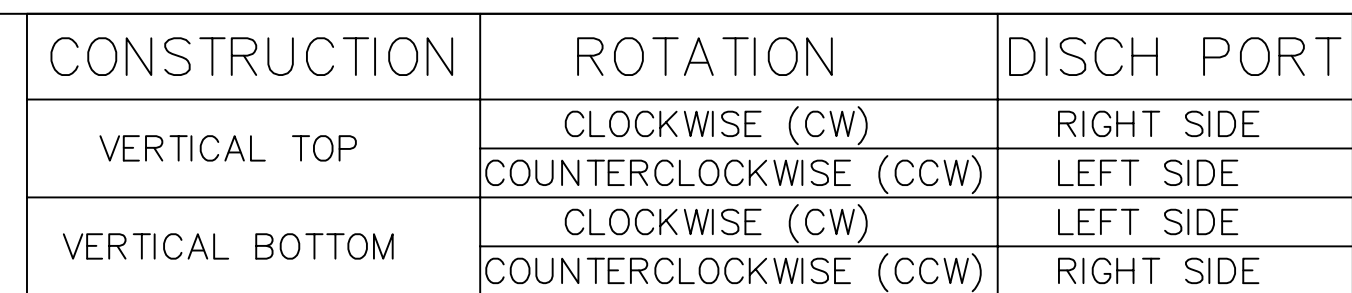 CONSTRUCTION ROTATION DISCH PORT
VERTICAL TOP CLOCKWISE (CW) RIGHT SIDE
COUNTERCLOCKWISE (CCW) LEFT SIDE
VERTICAL BOTTOM CLOCKWISE (CW) LEFT SIDE
COUNTERCLOCKWISE (CCW) RIGHT SIDE